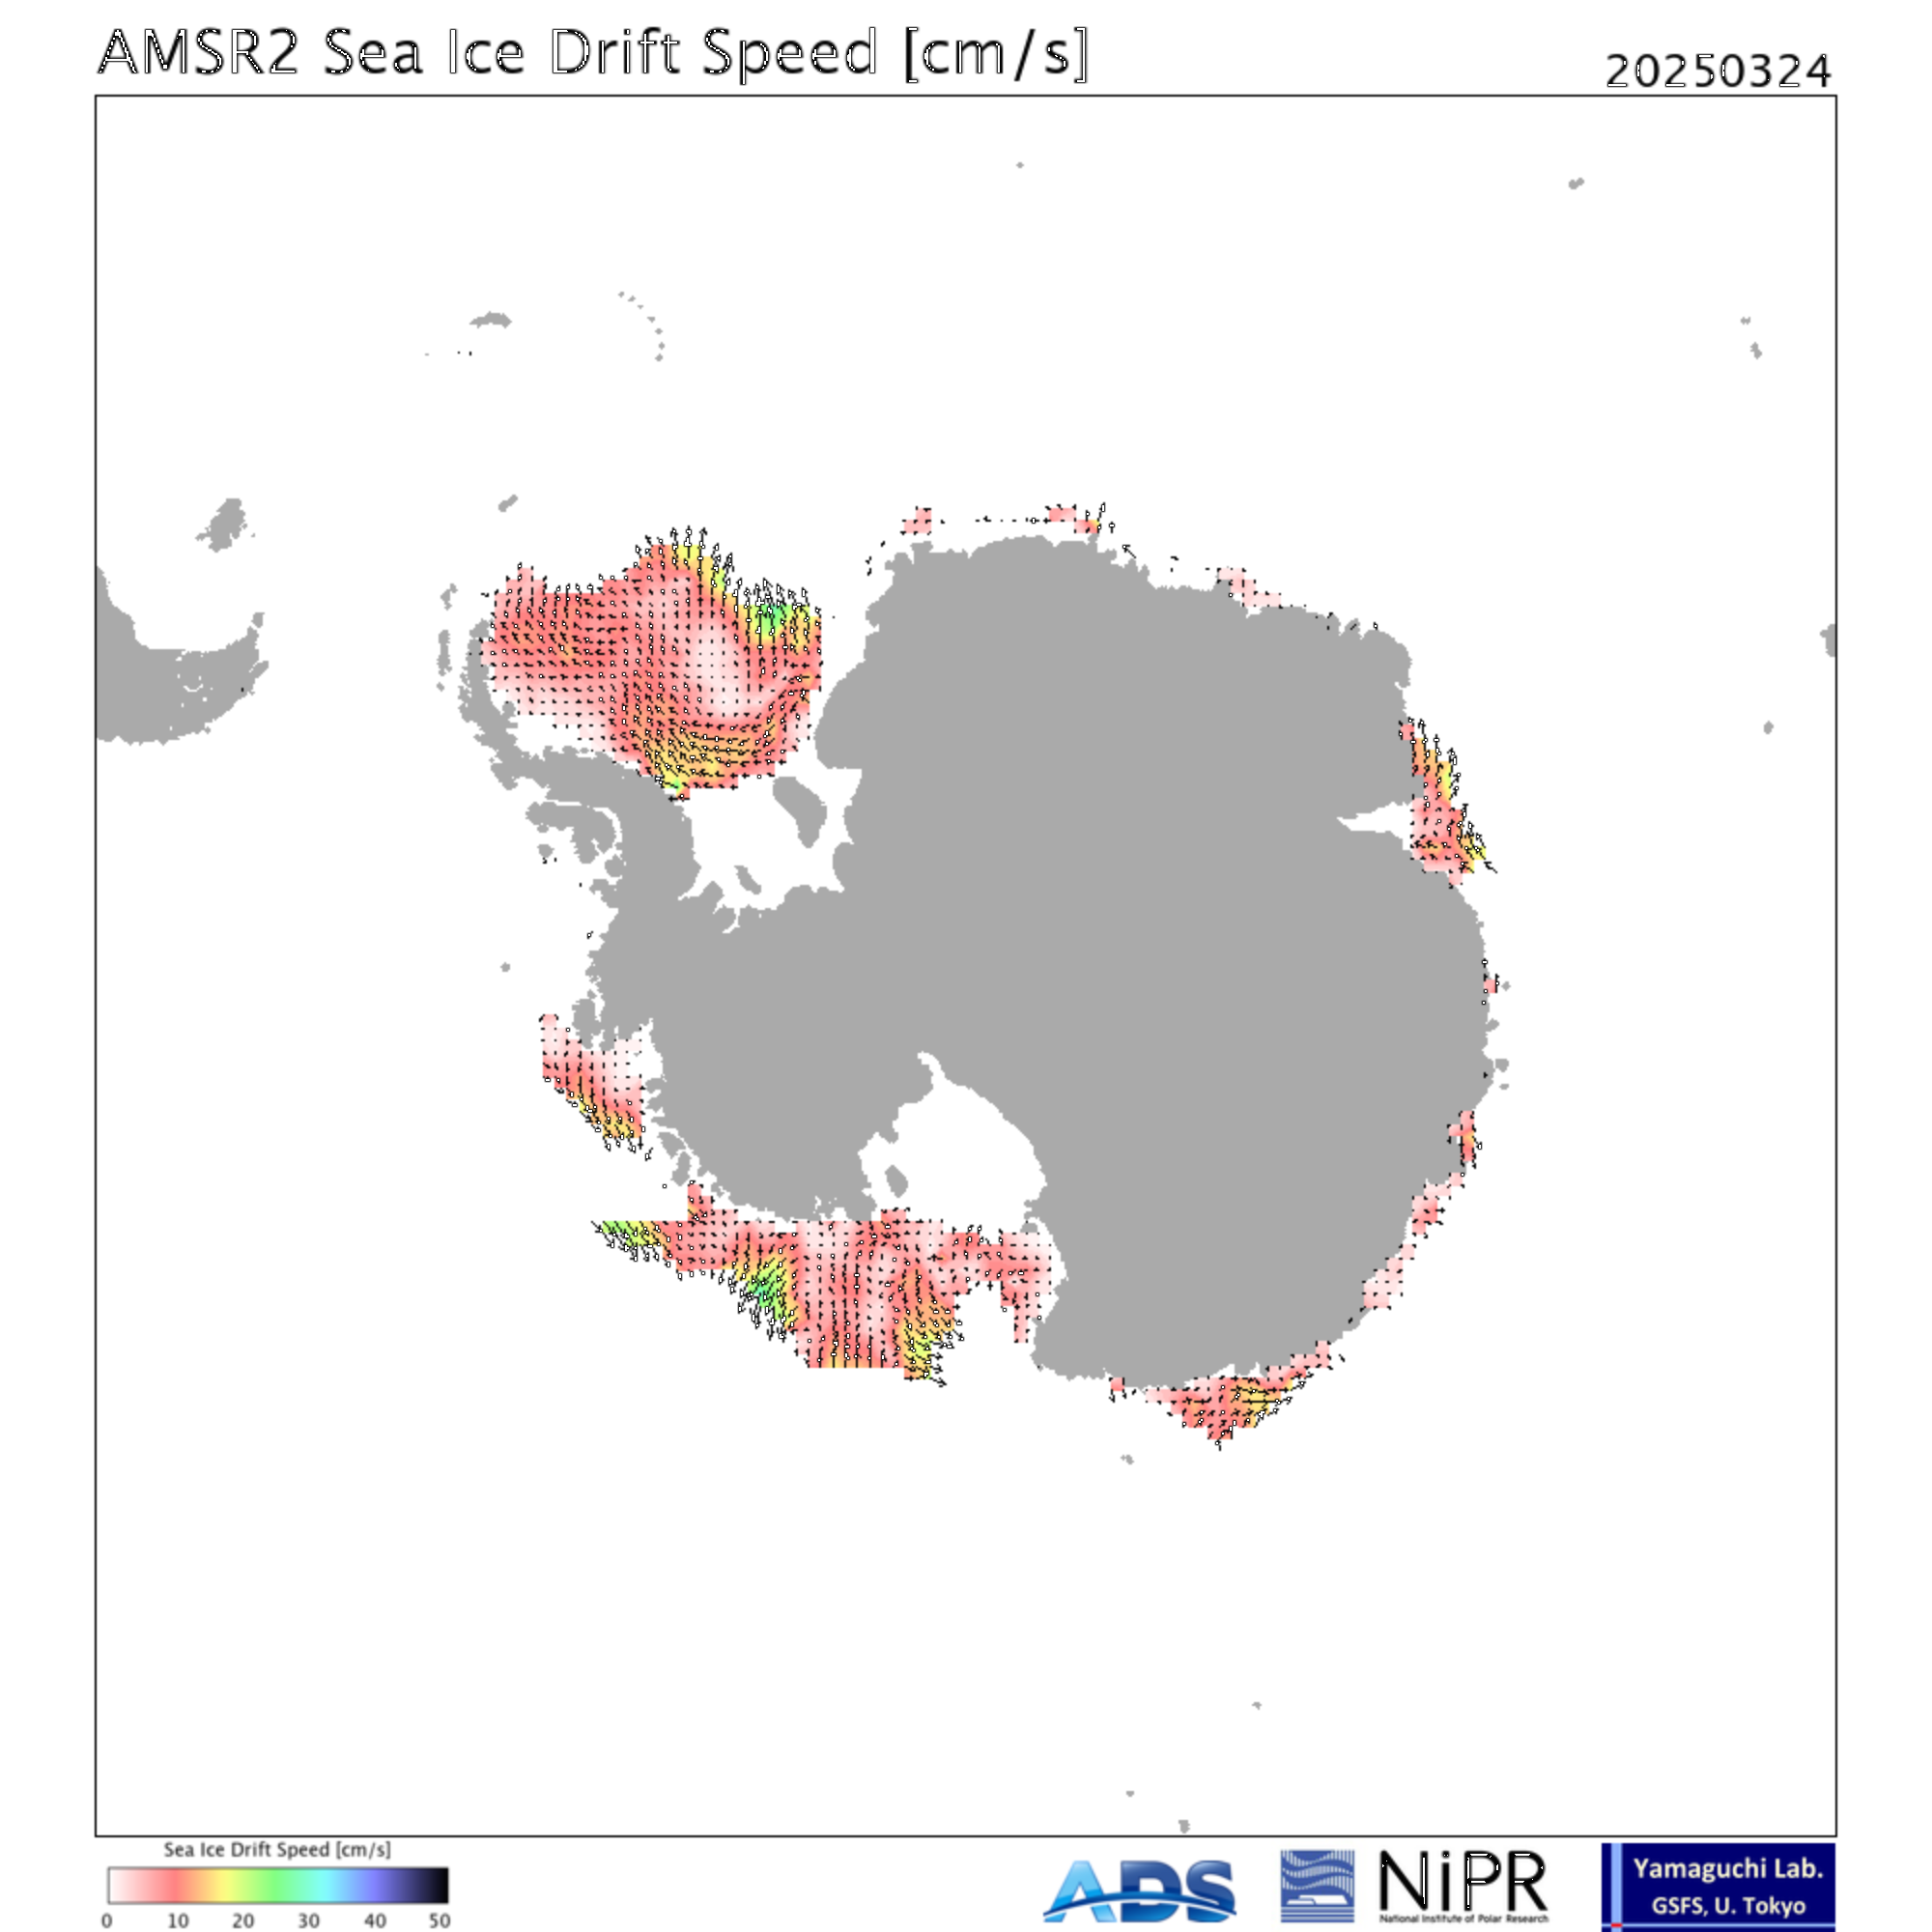 AMSR2 Sea Ice Drift Speed [cm/s]
20250324
Sea Ice Drift Speed [cm/s]
0 10 20 30 40 50
ADS
NiPR
National Institute of Polar Research
Yamaguchi Lab.
GSFS, U. Tokyo